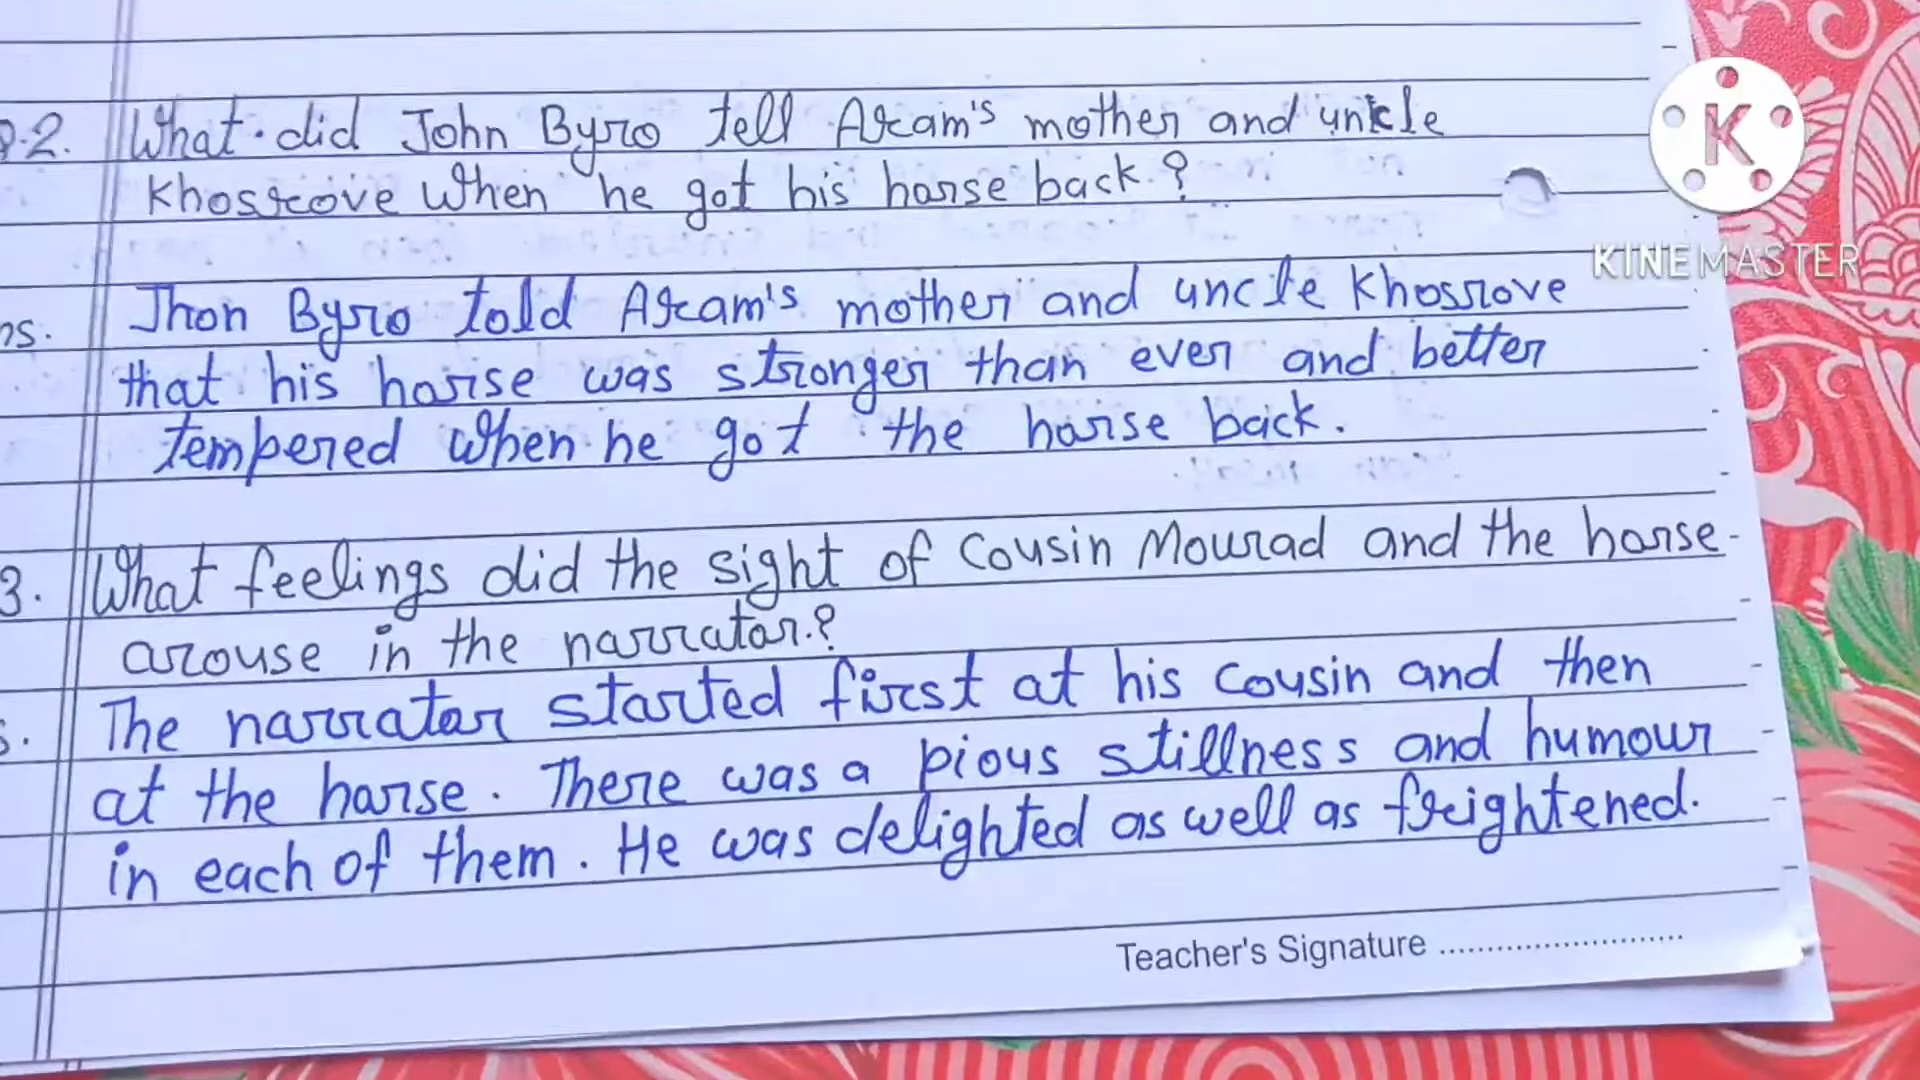 Q.2. What did John Byro tell Aram's mother and unkle
Khosrove when he got his horse back ?
ns. Jhon Byro told Aram's mother and uncle Khosrove
that his horse was stronger than ever and better
tempered when he got the horse back.
3. What feelings did the sight of Cousin Mourad and the horse
arouse in the narrator.?
s. The narrator started first at his cousin and then
at the horse. There was a pious stillness and humour
in each of them. He was delighted as well as freightened.
Teacher's Signature ..........................
K
KINEMASTER